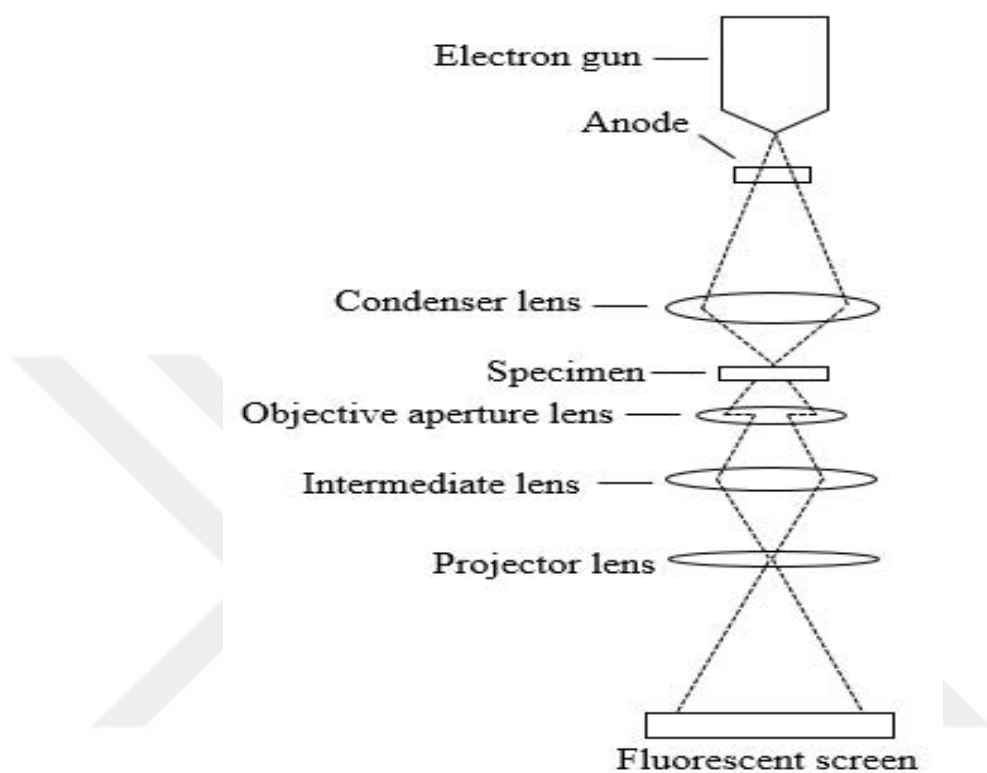 Electron gun
Anode
Condenser lens
Specimen
Objective aperture lens
Intermediate lens
Projector lens
Fluorescent screen